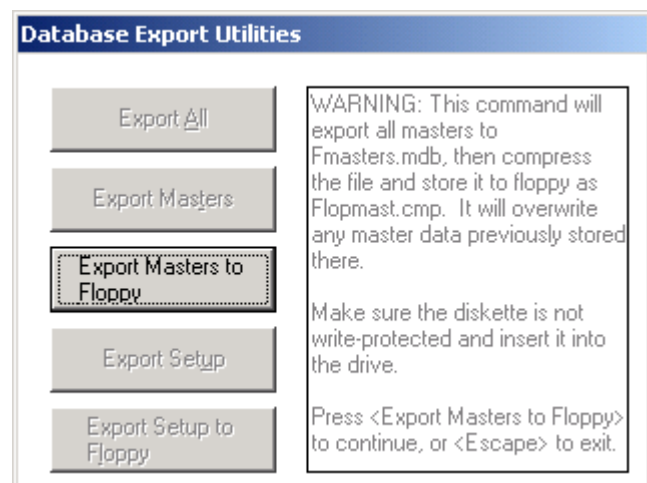 Database Export Utilities
Export All
Export Masters
Export Masters to
Floppy
Export Setup
Export Setup to
Floppy
WARNING: This command will
export all masters to
Fmasters.mdb, then compress
the file and store it to floppy as
Flopmast.cmp.  It will overwrite
any master data previously stored
there.
Make sure the diskette is not
write-protected and insert it into
the drive.
Press <Export Masters to Floppy>
to continue, or <Escape> to exit.